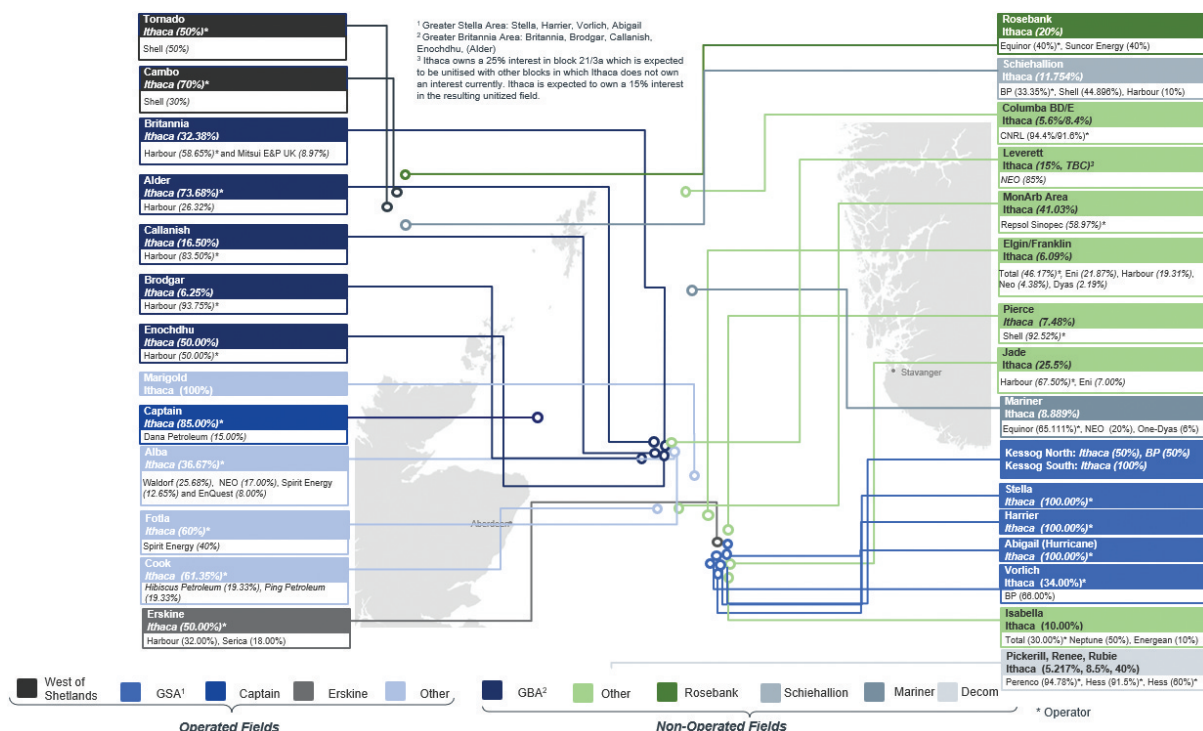 Tornado
Ithaca (50%)*
Shell (50%)
Cambo
Ithaca (70%)*
Shell (30%)
Britannia
Ithaca (32.38%)
Harbour (58.65%)* and Mitsui E&P UK (8.97%)
Alder
Ithaca (73.68%)*
Harbour (26.32%)
Callanish
Ithaca (16.50%)
Harbour (83.50%)*
Brodgar
Ithaca (6.25%)
Harbour (93.75%)*
Enochdhu
Ithaca (50.00%)
Harbour (50.00%)*
Marigold
Ithaca (100%)
Captain
Ithaca (85.00%)*
Dana Petroleum (15.00%)
Alba
Ithaca (36.67%)*
Waldorf (25.68%), NEO (17.00%), Spirit Energy
(12.65%) and EnQuest (8.00%)
Fotla
Ithaca (60%)*
Spirit Energy (40%)
Cook
Ithaca (61.35%)*
Hibiscus Petroleum (19.33%), Ping Petroleum
(19.33%)
Erskine
Ithaca (50.00%)*
Harbour (32.00%), Serica (18.00%)
1 Greater Stella Area: Stella, Harrier, Vorlich, Abigail
2 Greater Britannia Area: Britannia, Brodgar, Callanish,
Enochdhu, (Alder)
3 Ithaca owns a 25% interest in block 21/3a which is expected
to be unitised with other blocks in which Ithaca does not own
an interest currently. Ithaca is expected to own a 15% interest
in the resulting unitized field.
Aberdeen
* Stavanger
Rosebank
Ithaca (20%)
Equinor (40%)*, Suncor Energy (40%)
Schiehallion
Ithaca (11.754%)
BP (33.35%)*, Shell (44.896%), Harbour (10%)
Columba BD/E
Ithaca (5.6%/8.4%)
CNRL (94.4%/91.6%)*
Leverett
Ithaca (15%, TBC)3
NEO (85%)
MonArb Area
Ithaca (41.03%)
Repsol Sinopec (58.97%)*
Elgin/Franklin
Ithaca (6.09%)
Total (46.17%)*, Eni (21.87%), Harbour (19.31%),
Neo (4.38%), Dyas (2.19%)
Pierce
Ithaca (7.48%)
Shell (92.52%)*
Jade
Ithaca (25.5%)
Harbour (67.50%)*, Eni (7.00%)
Mariner
Ithaca (8.889%)
Equinor (65.111%)*, NEO (20%), One-Dyas (6%)
Kessog North: Ithaca (50%), BP (50%)
Kessog South: Ithaca (100%)
Stella
Ithaca (100.00%)*
Harrier
Ithaca (100.00%)*
Abigail (Hurricane)
Ithaca (100.00%)*
Vorlich
Ithaca (34.00%)*
BP (66.00%)
Isabella
Ithaca (10.00%)
Total (30.00%)* Neptune (50%), Energean (10%)
Pickerill, Renee, Rubie
Ithaca (5.217%, 8.5%, 40%)
Perenco (94.78%)*, Hess (91.5%)*, Hess (60%)*
West of
Shetlands
GSA1
Captain
Erskine
Other
GBA2
Other
Rosebank
Schiehallion
Mariner
Decom
Operated Fields
Non-Operated Fields
* Operator